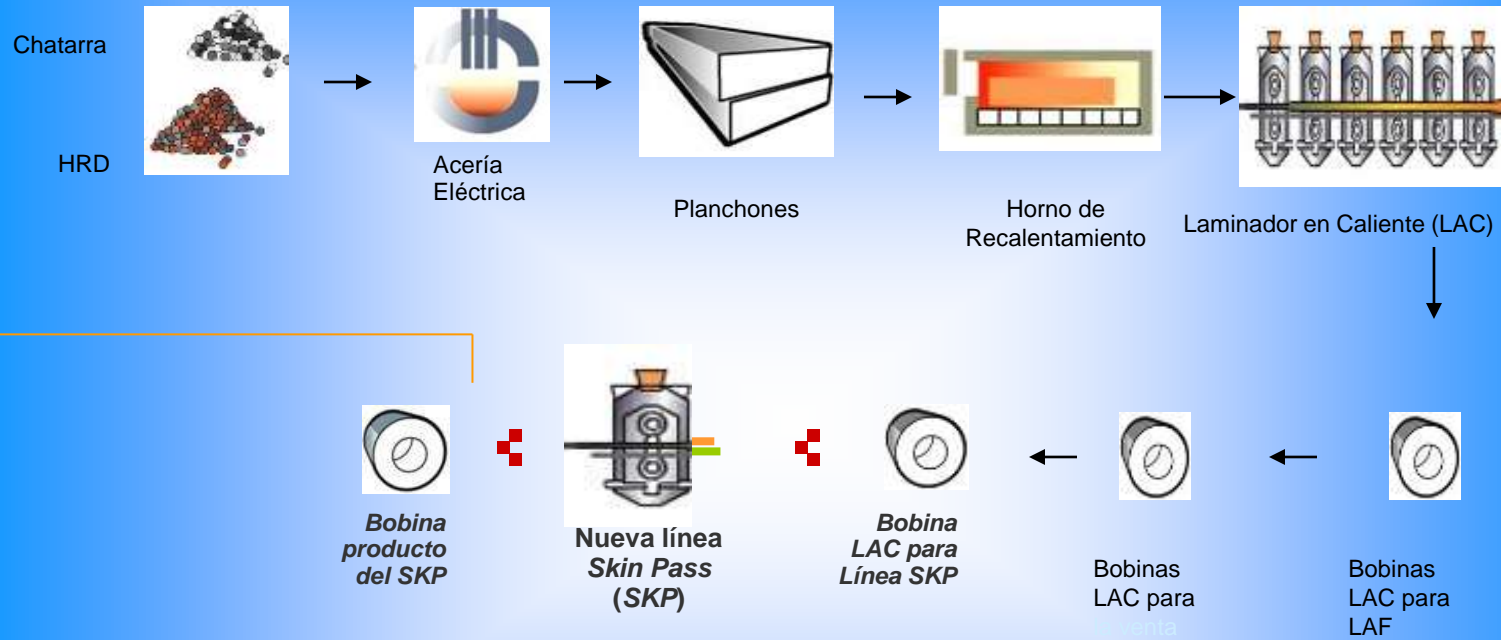 Chatarra
HRD
Acería
Eléctrica
Planchones
Horno de
Recalentamiento
Laminador en Caliente (LAC)
Bobina
producto
del SKP
Nueva línea
Skin Pass
(SKP)
Bobina
LAC para
Línea SKP
Bobinas
LAC para
venta
Bobinas
LAC para
LAF